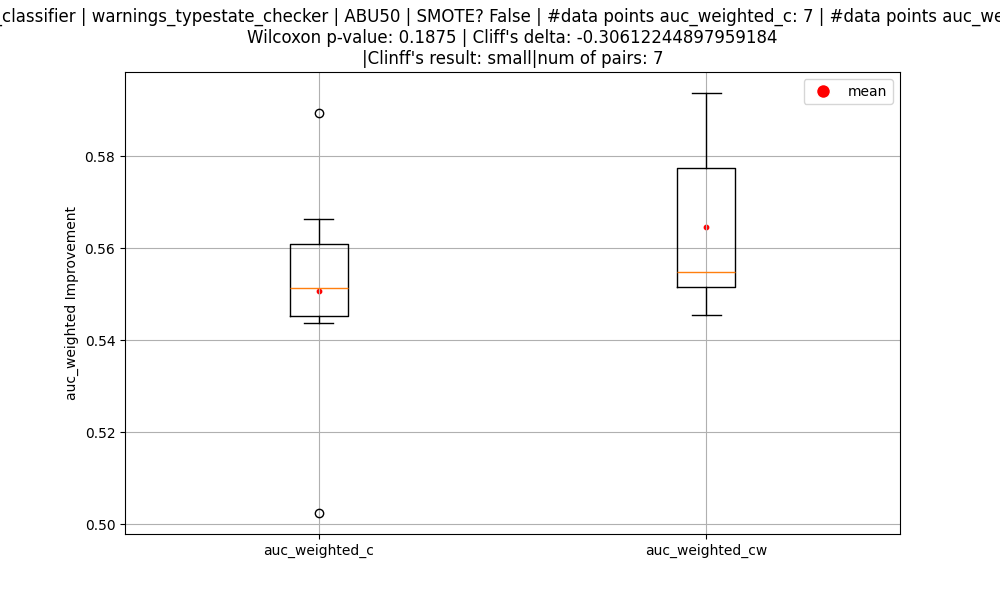 _classifier | warnings_typestate_checker | ABU50 | SMOTE? False | #data points auc_weighted_c: 7 | #data points auc_we
Wilcoxon p-value: 0.1875 | Cliff's delta: -0.30612244897959184
|Clinff's result: small|num of pairs: 7
mean
0.58
0.56
0.54
0.52
0.50
auc_weighted Improvement
auc_weighted_c
auc_weighted_cw